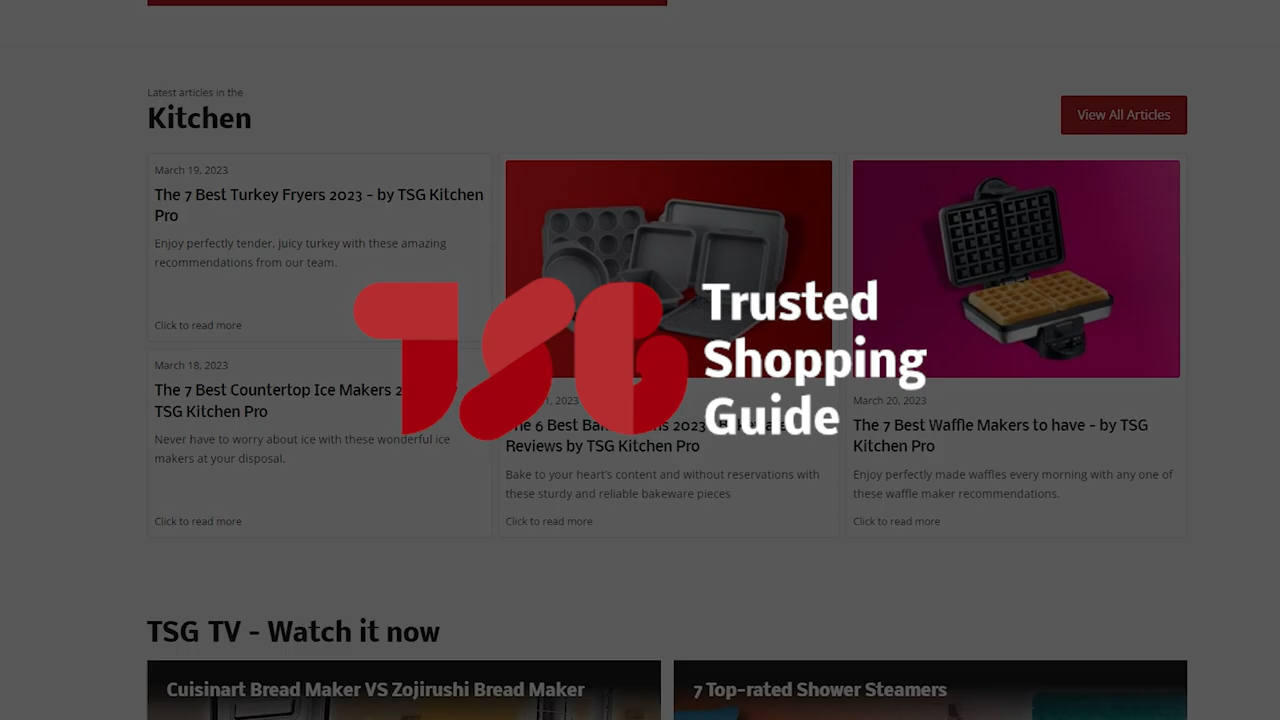 Latest articles in the
Kitchen
View All Articles
March 19, 2023
The 7 Best Turkey Fryers 2023 - by TSG Kitchen
Pro
Enjoy perfectly tender, juicy turkey with these amazing
recommendations from our team.
Click to read more
March 18, 2023
The 7 Best Countertop Ice Makers
TSG Kitchen Pro
Never have to worry about ice with these wonderful ice
makers at your disposal.
Click to read more
2023
The 6 Best
Reviews by TSG Kitchen Pro
Bake to your heart's content and without reservations with
these sturdy and reliable bakeware pieces
Click to read more
March 20, 2023
The 7 Best Waffle Makers to have - by TSG
Kitchen Pro
Enjoy perfectly made waffles every morning with any one of
these waffle maker recommendations.
Click to read more
TSG
Trusted
Shopping
Guide
TSG TV - Watch it now
Cuisinart Bread Maker VS Zojirushi Bread Maker
7 Top-rated Shower Steamers